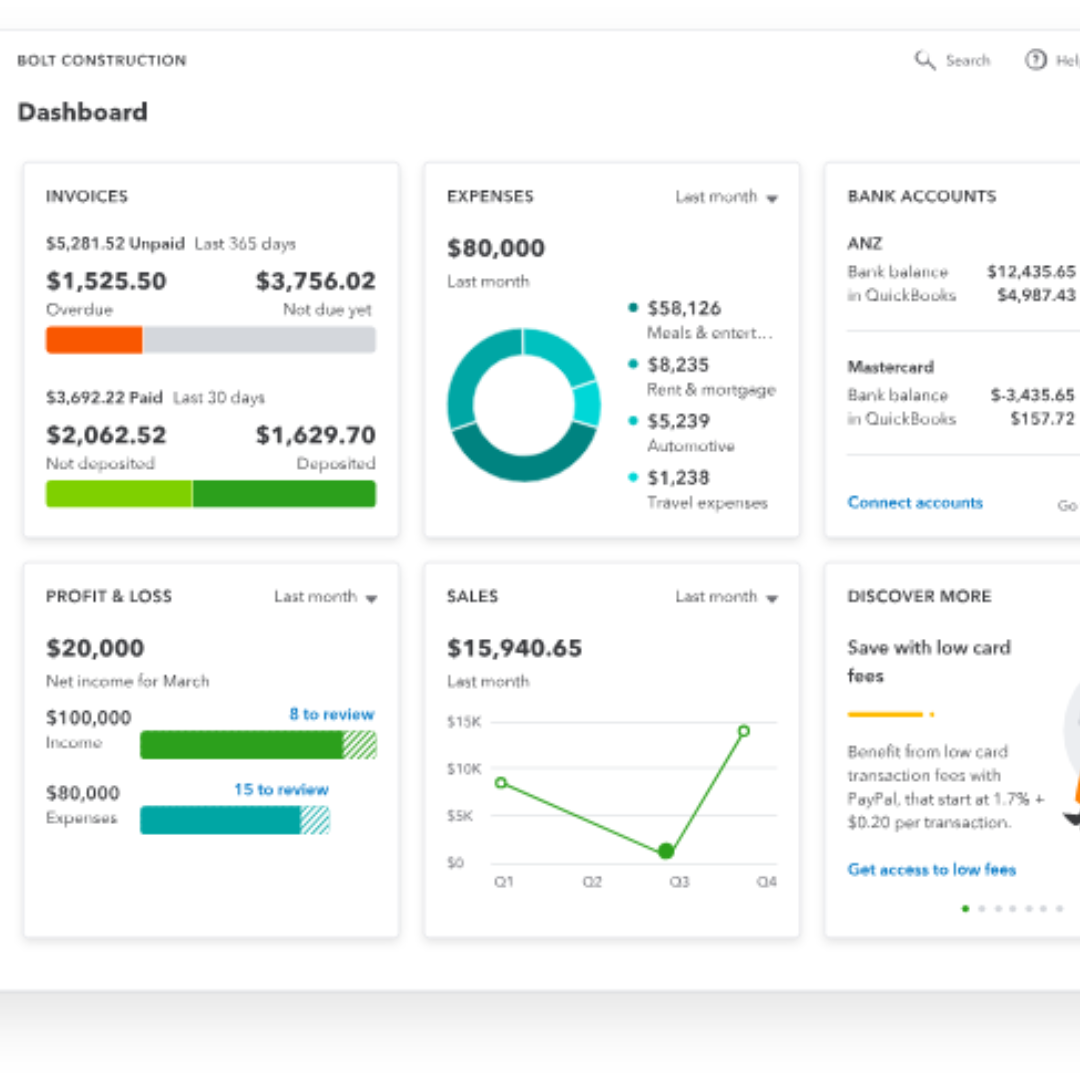 BOLT CONSTRUCTION
Search
Dashboard
INVOICES
$5,281.52 Unpaid Last 365 days
$1,525.50 $3,756.02
Overdue Not due yet
$3,692.22 Paid Last 30 days
$2,062.52 $1,629.70
Not deposited Deposited
EXPENSES Last month
$80,000
Last month
$58,126
Meals & entert...
$8,235
Rent & mortgage
$5,239
Automotive
$1,238
Travel expenses
BANK ACCOUNTS
ANZ
Bank balance $12,435.65
in QuickBooks $4,987.43
Mastercard
Bank balance $-3,435.65
in QuickBooks $157.72
Connect accounts Go
PROFIT & LOSS Last month
$20,000
Net income for March
$100,000 8 to review
Income
$80,000 15 to review
Expenses
SALES Last month
$15,940.65
Last month
$15K
$10K
$5K
$0
Q1 Q2 Q3 Q4
DISCOVER MORE
Save with low card
fees
Benefit from low card
transaction fees with
PayPal, that start at 1.7% +
$0.20 per transaction.
Get access to low fees